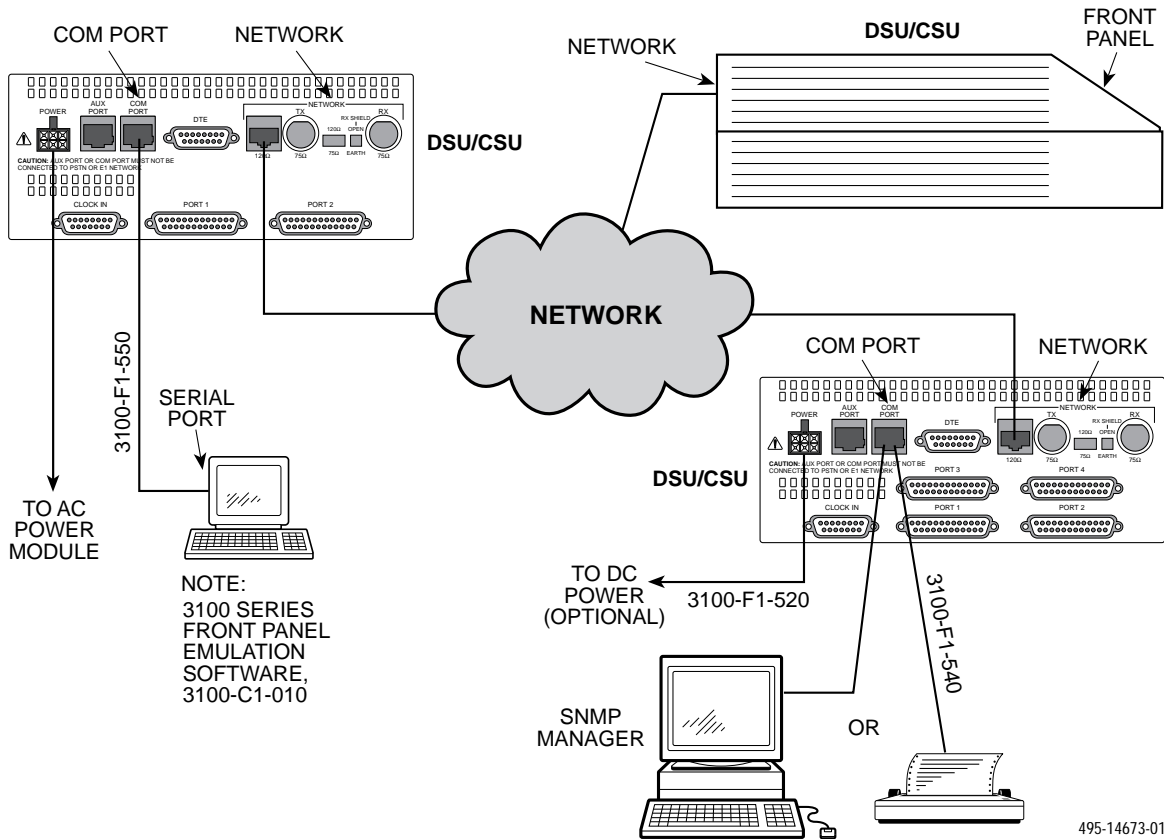 COM PORT
NETWORK
POWER
AUX
PORT
COM
PORT
DTE
NETWORK
TX
RX
RX SHIELD
120Ω
OPEN
120Ω
75Ω
75Ω
EARTH
75Ω
CAUTION: AUX PORT OR COM PORT MUST NOT BE
CONNECTED TO PSTN OR E1 NETWORK
CLOCK IN
PORT 1
PORT 2
DSU/CSU
NETWORK
DSU/CSU
FRONT
PANEL
NETWORK
3100-F1-550
SERIAL
PORT
TO AC
POWER
MODULE
NOTE:
3100 SERIES
FRONT PANEL
EMULATION
SOFTWARE,
3100-C1-010
COM PORT
NETWORK
POWER
AUX
PORT
COM
PORT
DTE
NETWORK
TX
RX
RX SHIELD
120Ω
OPEN
120Ω
75Ω
75Ω
EARTH
75Ω
CAUTION: AUX PORT OR COM PORT MUST NOT BE
CONNECTED TO PSTN OR E1 NETWORK
PORT 3
PORT 4
CLOCK IN
PORT 1
PORT 2
DSU/CSU
TO DC
POWER
(OPTIONAL)
3100-F1-520
3100-F1-540
SNMP
MANAGER
OR
495-14673-01